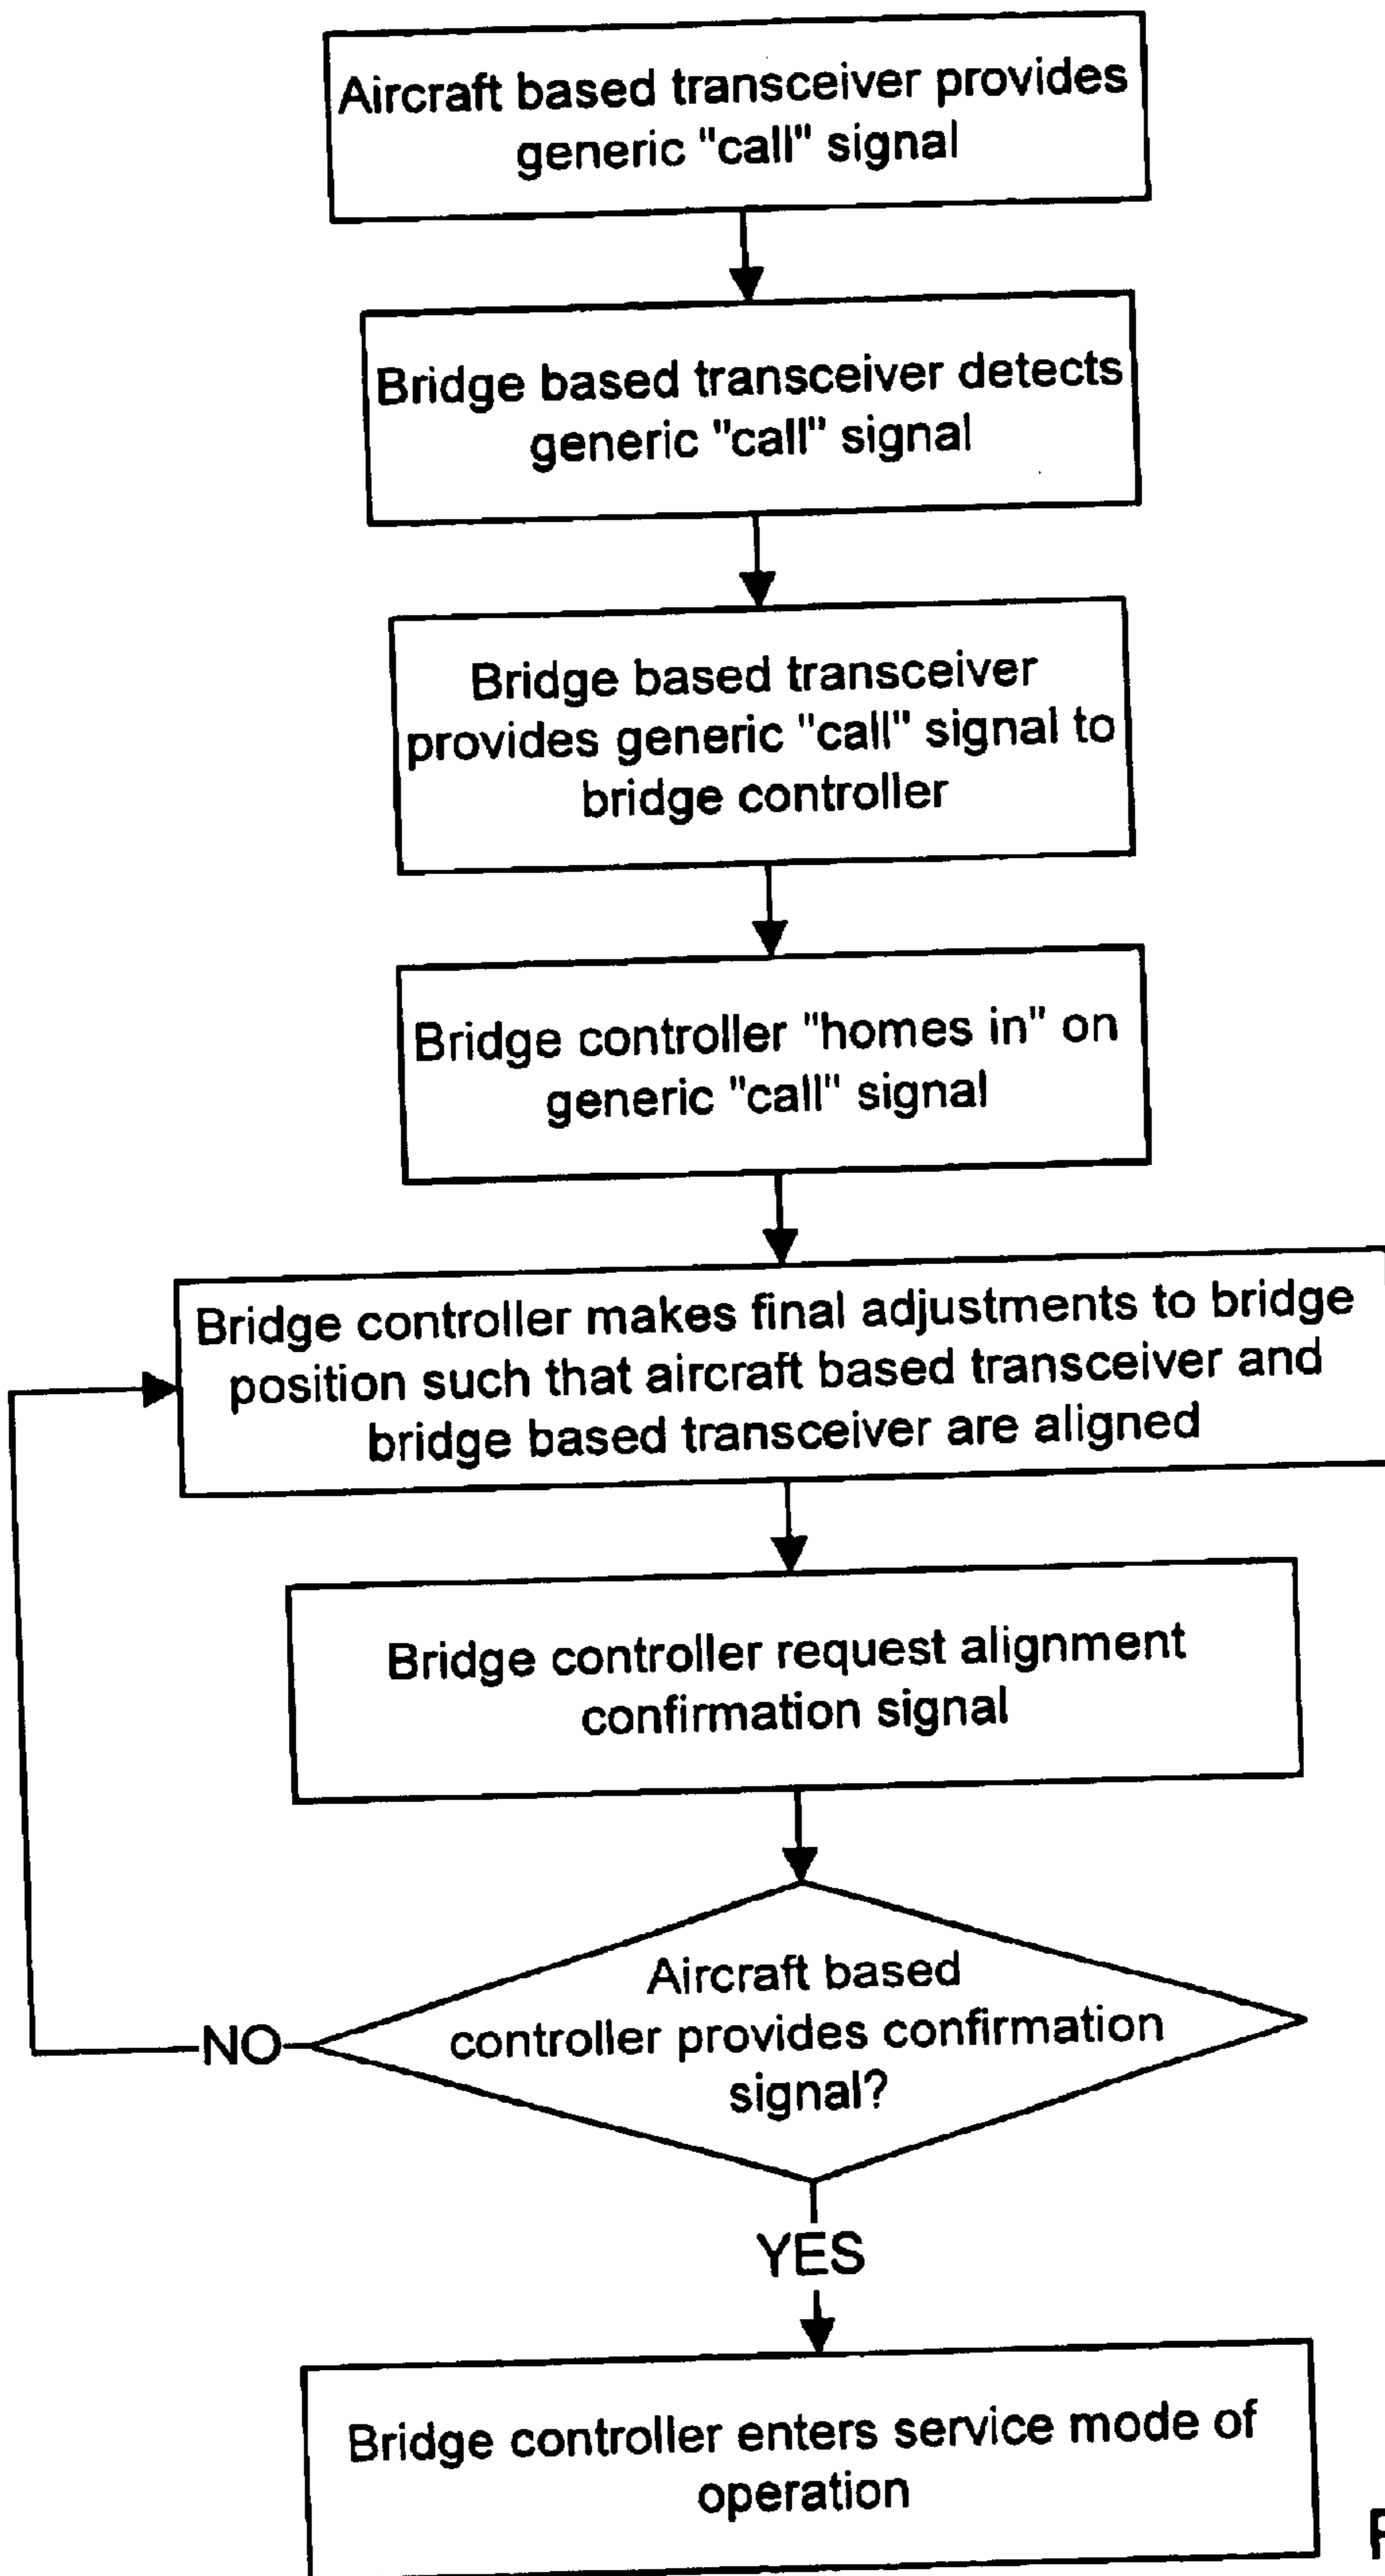 Aircraft based transceiver provides
generic "call" signal
Bridge based transceiver detects
generic "call" signal
Bridge based transceiver
provides generic "call" signal to
bridge controller
Bridge controller "homes in" on
generic "call" signal
Bridge controller makes final adjustments to bridge
position such that aircraft based transceiver and
bridge based transceiver are aligned
Bridge controller request alignment
confirmation signal
Aircraft based
controller provides confirmation
signal?
NO
YES
Bridge controller enters service mode of
operation